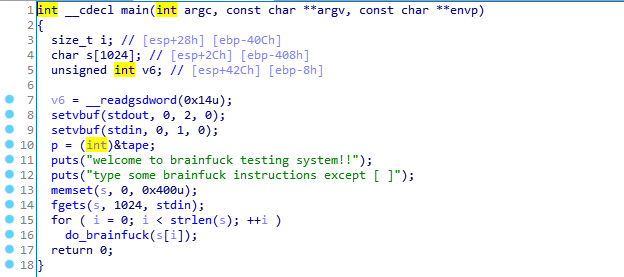 1 int __cdecl main(int argc, const char **argv, const char **envp)
2 {
3 size_t i; // [esp+28h] [ebp-40Ch]
4 char s[1024]; // [esp+2Ch] [ebp-408h]
5 unsigned int v6; // [esp+42Ch] [ebp-8h]
6
7 v6 = __readgsdword(0x14u);
8 setvbuf(stdout, 0, 2, 0);
9 setvbuf(stdin, 0, 1, 0);
10 p = (int)&tape;
11 puts("welcome to brainfuck testing system!!");
12 puts("type some brainfuck instructions except [ ]");
13 memset(s, 0, 0x400u);
14 fgets(s, 1024, stdin);
15 for ( i = 0; i < strlen(s); ++i )
16 do_brainfuck(s[i]);
17 return 0;
18 }